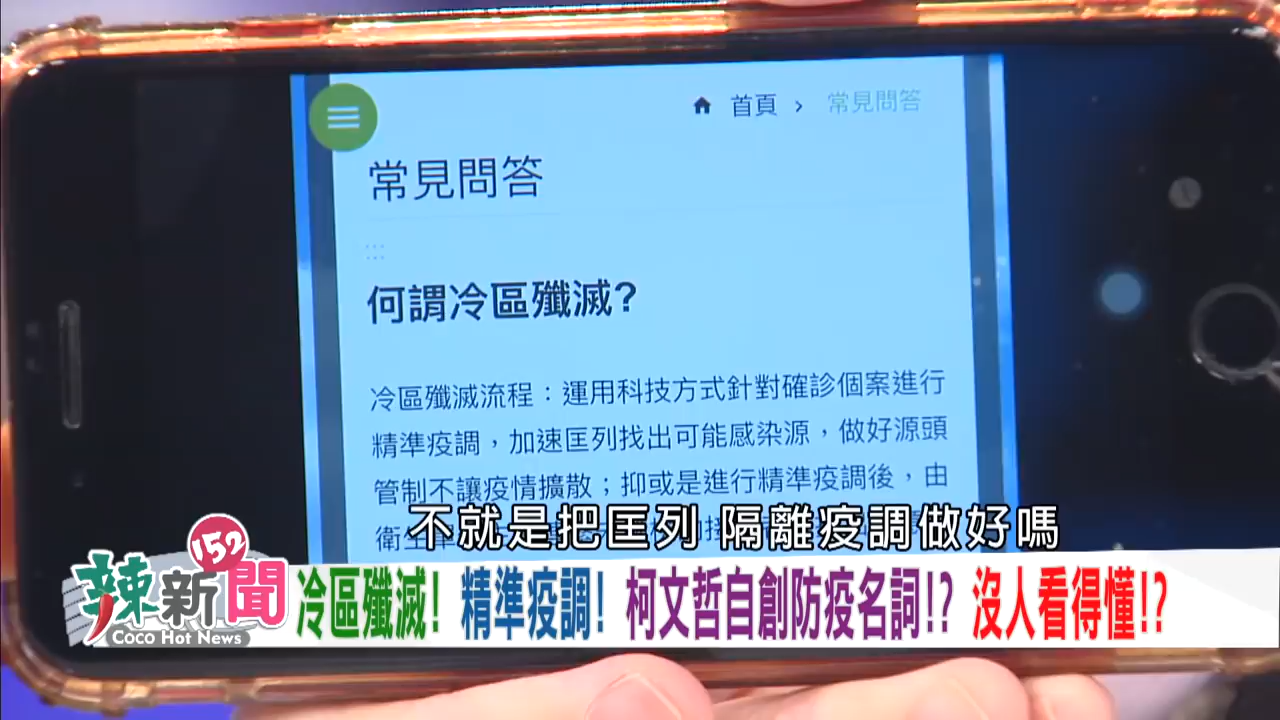 首頁 > 常見問答
常見問答
何謂冷區殲滅?
冷區殲滅流程：運用科技方式針對確診個案進行
精準疫調，加速匡列找出可能感染源，做好源頭
管制不讓疫情擴散；抑或是進行精準疫調後，由
衛生
不就是把匡列 隔離疫調做好嗎
152
辣新聞
Coco Hot News
冷區殲滅! 精準疫調! 柯文哲自創防疫名詞!? 沒人看得懂!?